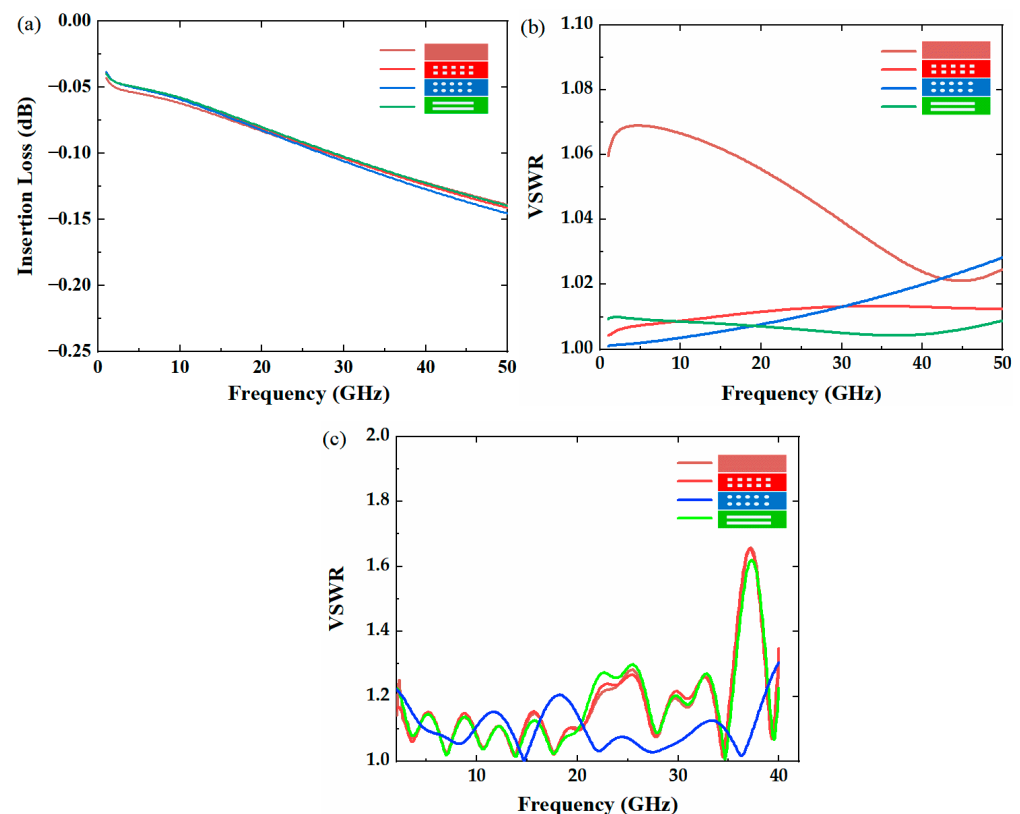 (a)
0.00
−0.05
−0.10
−0.15
−0.20
−0.25
Insertion Loss (dB)
0 10 20 30 40 50
Frequency (GHz)
(b)
1.10
1.08
1.06
1.04
1.02
1.00
VSWR
0 10 20 30 40 50
Frequency (GHz)
(c)
2.0
1.8
1.6
1.4
1.2
1.0
VSWR
10 20 30 40
Frequency (GHz)